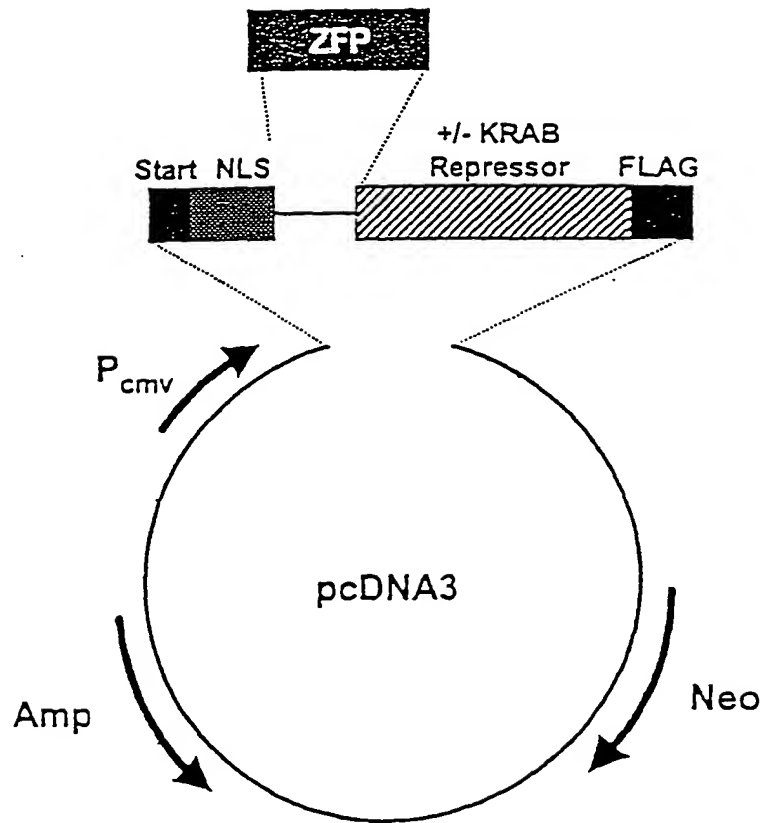 ZFP
+/- KRAB
Start NLS Repressor FLAG
Pcmv
pcDNA3
Amp
Neo